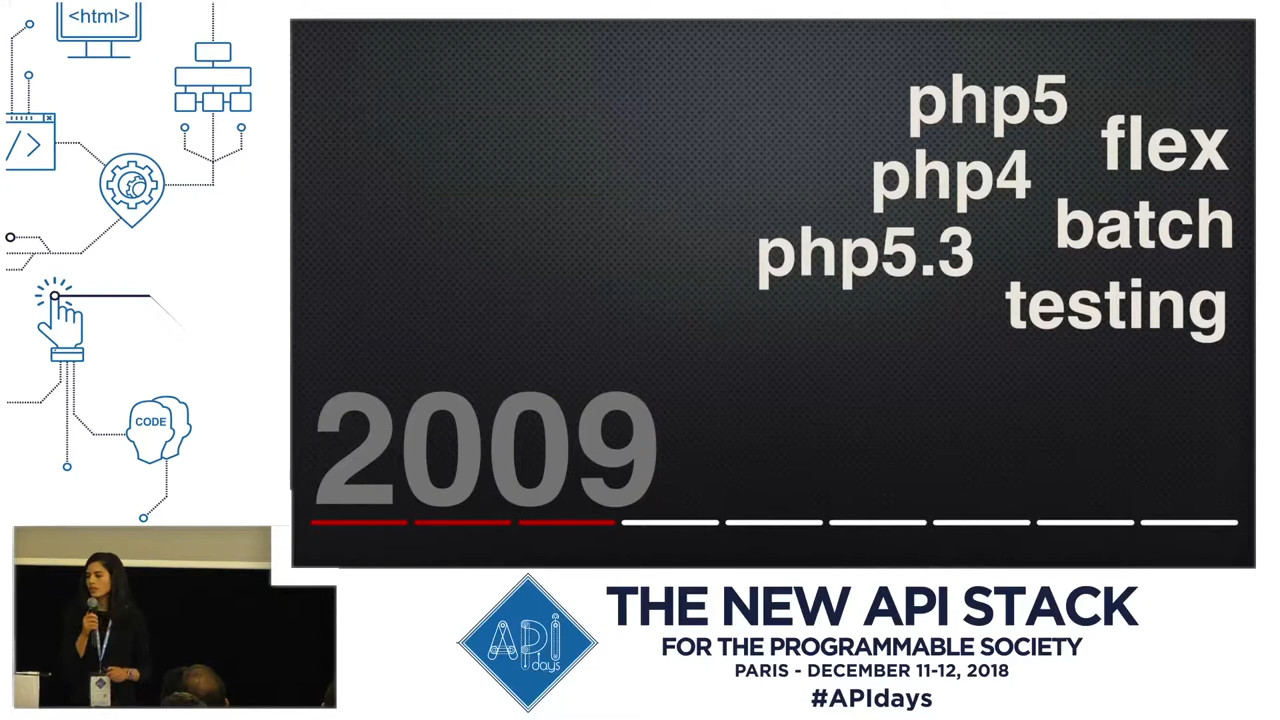 <html>
</>
CODE
php5
flex
php4
batch
php5.3
testing
2009
API
days
THE NEW API STACK
FOR THE PROGRAMMABLE SOCIETY
PARIS - DECEMBER 11-12, 2018
#APIdays